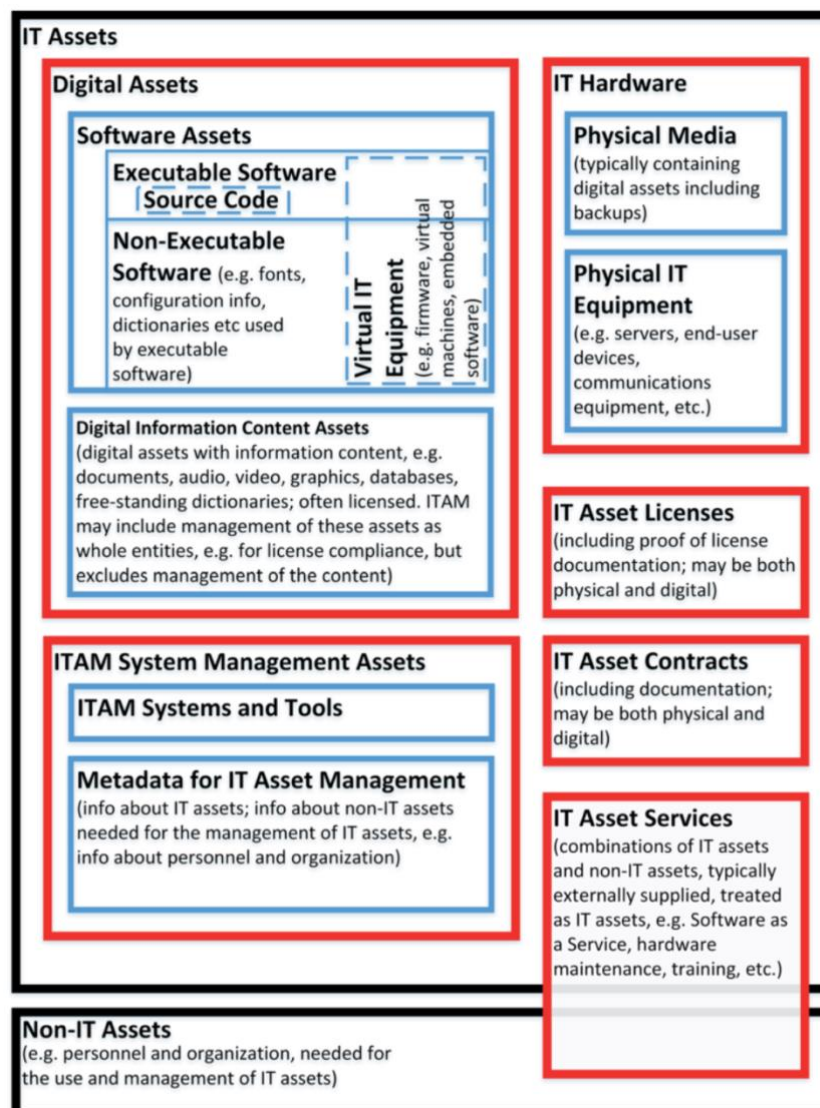 IT Assets
Digital Assets
Software Assets
Executable Software
Source Code
Non-Executable
Software (e.g. fonts,
configuration info,
dictionaries etc used
by executable
software)
Virtual IT
Equipment
(e.g. firmware, virtual
machines, embedded
software)
Digital Information Content Assets
(digital assets with information content, e.g.
documents, audio, video, graphics, databases,
free-standing dictionaries; often licensed. ITAM
may include management of these assets as
whole entities, e.g. for license compliance, but
excludes management of the content)
ITAM System Management Assets
ITAM Systems and Tools
Metadata for IT Asset Management
(info about IT assets; info about non-IT assets
needed for the management of IT assets, e.g.
info about personnel and organization)
IT Hardware
Physical Media
(typically containing
digital assets including
backups)
Physical IT
Equipment
(e.g. servers, end-user
devices,
communications
equipment, etc.)
IT Asset Licenses
(including proof of license
documentation; may be both
physical and digital)
IT Asset Contracts
(including documentation;
may be both physical and
digital)
IT Asset Services
(combinations of IT assets
and non-IT assets, typically
externally supplied, treated
as IT assets, e.g. Software as
a Service, hardware
maintenance, training, etc.)
Non-IT Assets
(e.g. personnel and organization, needed for
the use and management of IT assets)